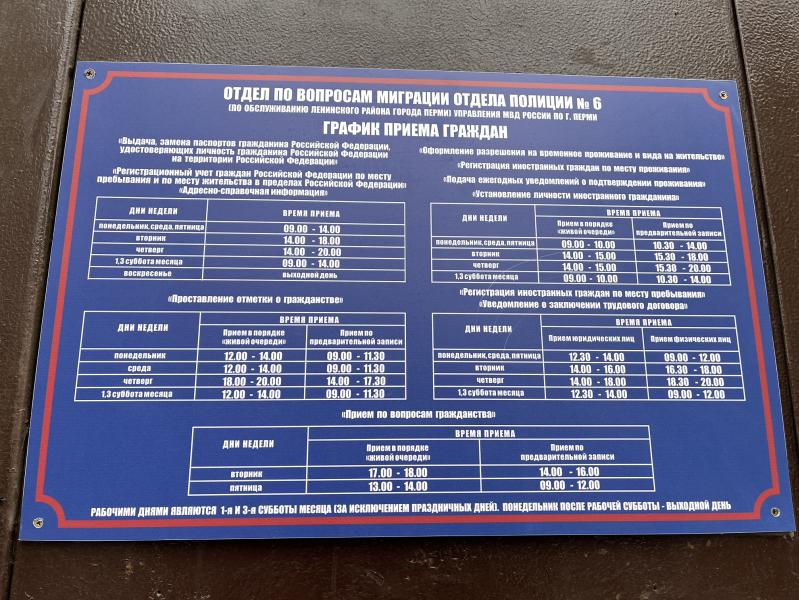 ОТДЕЛ ПО ВОПРОСАМ МИГРАЦИИ ОТДЕЛА ПОЛИЦИИ № 6
(ПО ОБСЛУЖИВАНИЮ ЛЕНИНСКОГО РАЙОНА ГОРОДА ПЕРМИ) УПРАВЛЕНИЯ МВД РОССИИ ПО Г. ПЕРМИ
ГРАФИК ПРИЕМА ГРАЖДАН
«Выдача, замена паспортов гражданина Российской Федерации,
удостоверяющих личность гражданина Российской Федерации
на территории Российской Федерации»
«Регистрационный учет граждан Российской Федерации по месту
пребывания и по месту жительства в пределах Российской Федерации»
«Адресно-справочная информация»
ДНИ НЕДЕЛИ ВРЕМЯ ПРИЕМА
понедельник, среда, пятница 09.00 - 14.00
вторник 14.00 - 18.00
четверг 14.00 - 20.00
1,3 суббота месяца 09.00 - 14.00
воскресенье выходной день
«Оформление разрешения на временное проживание и вида на жительство»
«Регистрация иностранных граждан по месту проживания»
«Подача ежегодных уведомлений о подтверждении проживания»
«Установление личности иностранного гражданина»
ДНИ НЕДЕЛИ ВРЕМЯ ПРИЕМА
Прием в порядке «живой очереди» Прием по предварительной записи
понедельник, среда, пятница 09.00 - 10.00 10.30 - 14.00
вторник 14.00 - 15.00 15.30 - 18.00
четверг 14.00 - 15.00 15.30 - 20.00
1,3 суббота месяца 09.00 - 10.00 10.30 - 14.00
«Проставление отметки о гражданстве»
ДНИ НЕДЕЛИ ВРЕМЯ ПРИЕМА
Прием в порядке «живой очереди» Прием по предварительной записи
понедельник 12.00 - 14.00 09.00 - 11.30
среда 12.00 - 14.00 09.00 - 11.30
четверг 18.00 - 20.00 14.00 - 17.30
1,3 суббота месяца 12.00 - 14.00 09.00 - 11.30
«Регистрация иностранных граждан по месту пребывания»
«Уведомление о заключении трудового договора»
ДНИ НЕДЕЛИ ВРЕМЯ ПРИЕМА
Прием юридических лиц Прием физических лиц
понедельник, среда, пятница 12.30 - 14.00 09.00 - 12.00
вторник 14.00 - 16.00 16.30 - 18.00
четверг 14.00 - 18.00 18.30 - 20.00
1,3 суббота месяца 12.30 - 14.00 09.00 - 12.00
«Прием по вопросам гражданства»
ДНИ НЕДЕЛИ ВРЕМЯ ПРИЕМА
Прием в порядке «живой очереди» Прием по предварительной записи
вторник 17.00 - 18.00 14.00 - 16.00
пятница 13.00 - 14.00 09.00 - 12.00
РАБОЧИМИ ДНЯМИ ЯВЛЯЮТСЯ 1-я И 3-я СУББОТЫ МЕСЯЦА (ЗА ИСКЛЮЧЕНИЕМ ПРАЗДНИЧНЫХ ДНЕЙ). ПОНЕДЕЛЬНИК ПОСЛЕ РАБОЧЕЙ СУББОТЫ - ВЫХОДНОЙ ДЕНЬ